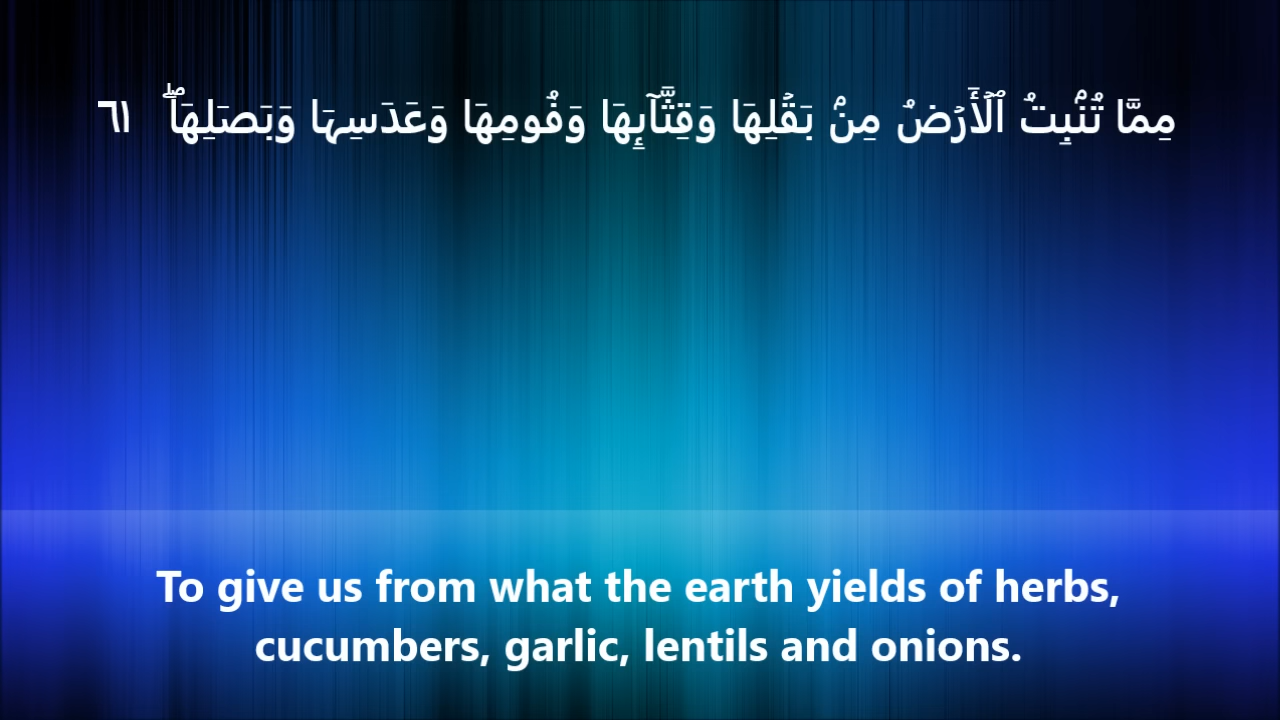 مِمَّا تُنۢبِتُ ٱلۡأَرۡضُ مِنۢ بَقۡلِهَا وَقِثَّآئِهَا وَفُومِهَا وَعَدَسِهَا وَبَصَلِهَاۖ ٦١
To give us from what the earth yields of herbs,
cucumbers, garlic, lentils and onions.